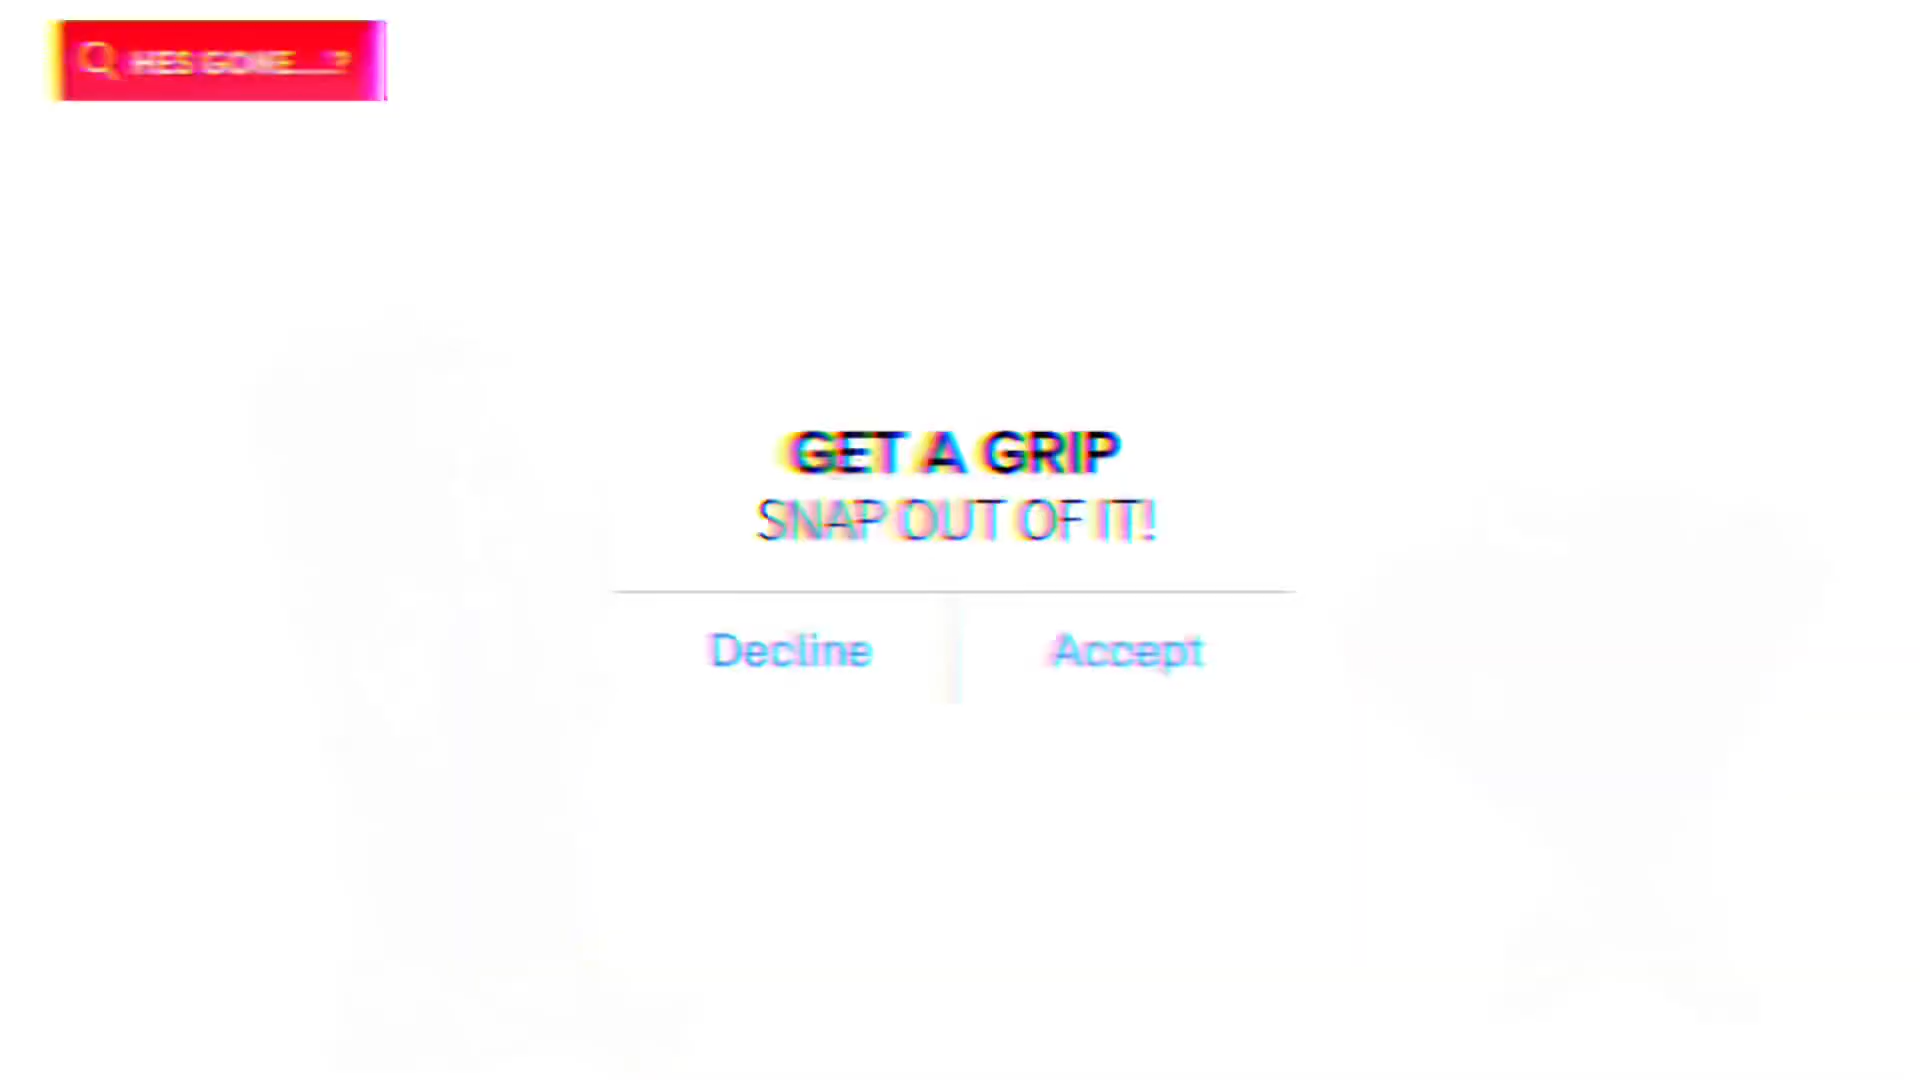 HES GONE...?
GET A GRIP
SNAP OUT OF IT!
Decline
Accept